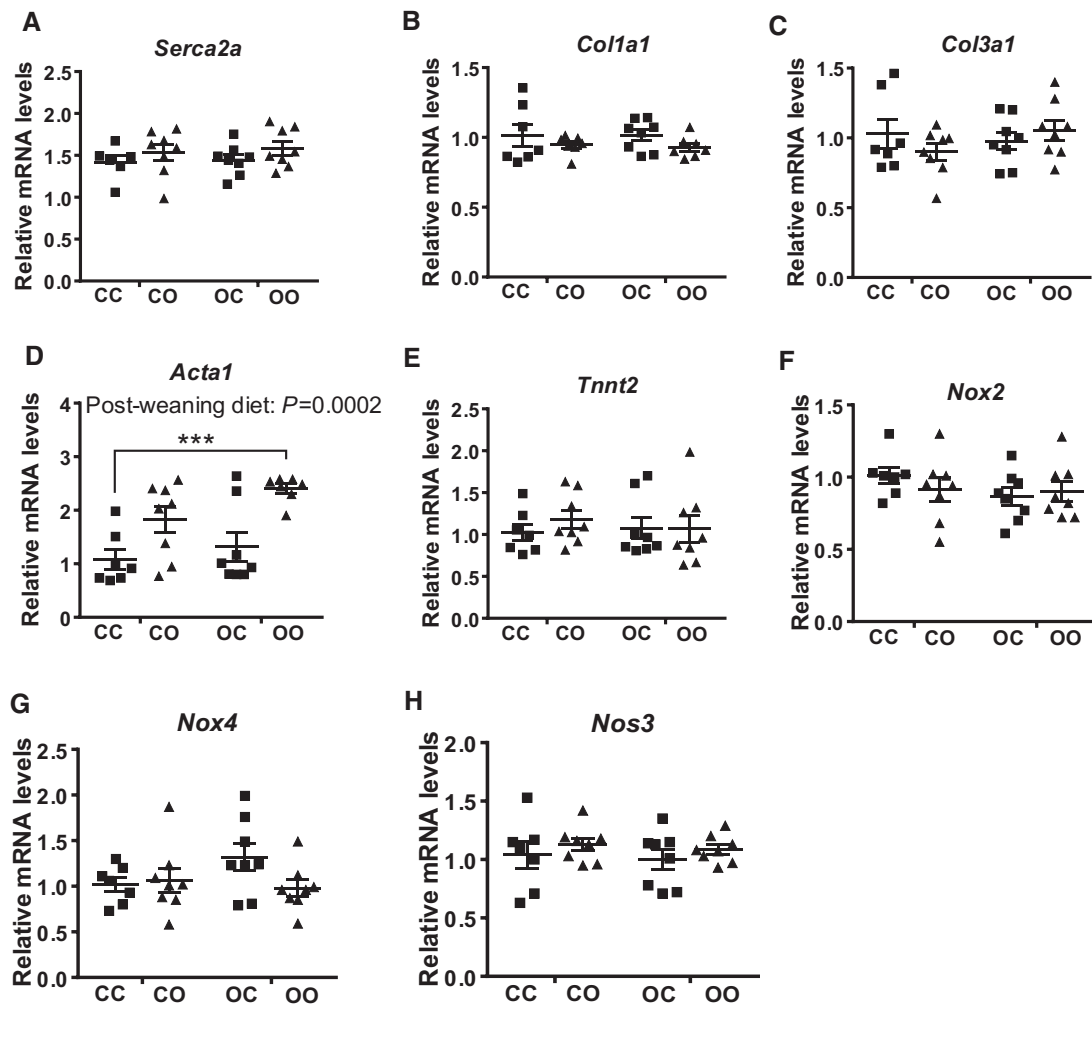 A
Serca2a
Relative mRNA levels
2.5
2.0
1.5
1.0
0.5
0.0
CC CO OC OO
B
Col1a1
Relative mRNA levels
1.5
1.0
0.5
0.0
CC CO OC OO
C
Col3a1
Relative mRNA levels
1.5
1.0
0.5
0.0
CC CO OC OO
D
Acta1
Post-weaning diet: P=0.0002
***
Relative mRNA levels
4
3
2
1
0
CC CO OC OO
E
Tnnt2
Relative mRNA levels
2.5
2.0
1.5
1.0
0.5
0.0
CC CO OC OO
F
Nox2
Relative mRNA levels
1.5
1.0
0.5
0.0
CC CO OC OO
G
Nox4
Relative mRNA levels
2.5
2.0
1.5
1.0
0.5
0.0
CC CO OC OO
H
Nos3
Relative mRNA levels
2.0
1.5
1.0
0.5
0.0
CC CO OC OO